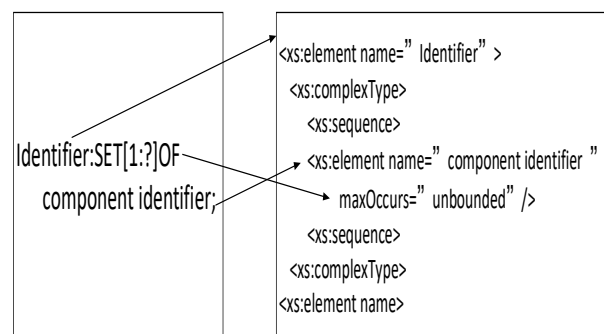 Identifier:SET[1:?]OF
component identifier;
<xs:element name=” Identifier” >
<xs:complexType>
<xs:sequence>
<xs:element name=” component identifier ”
maxOccurs=” unbounded” />
<xs:sequence>
<xs:complexType>
<xs:element name>